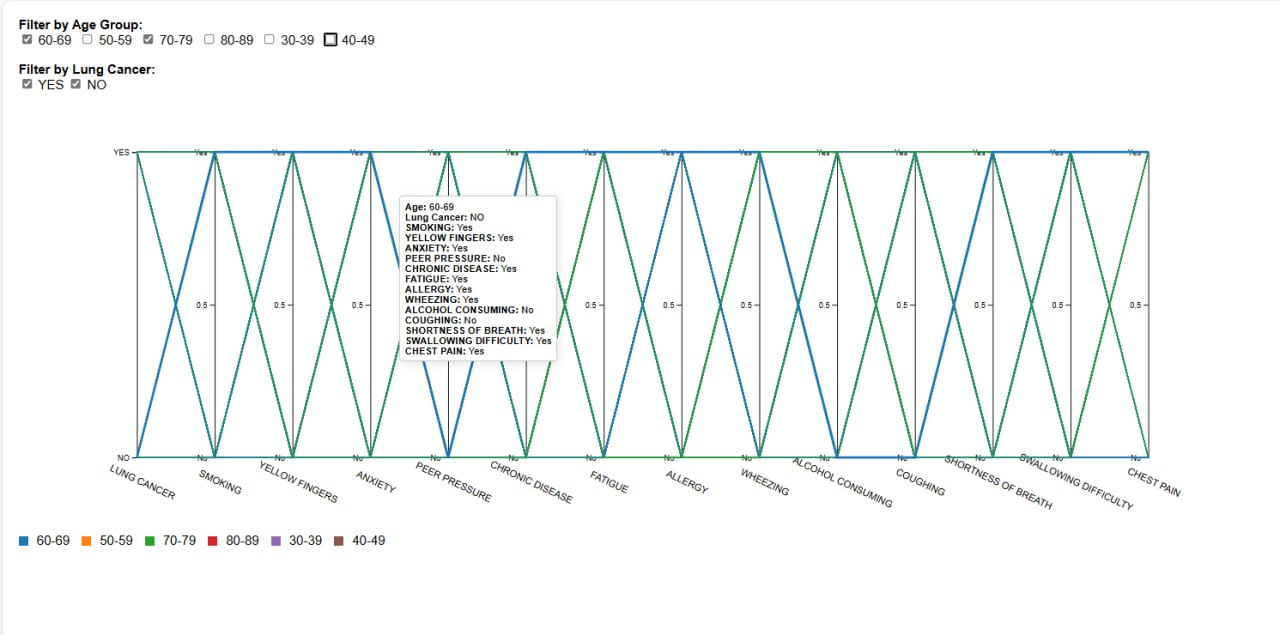 Filter by Age Group:
60-69 50-59 70-79 80-89 30-39 40-49
Filter by Lung Cancer:
YES NO
YES Yes Yes Yes Yes Yes Yes Yes Yes Yes Yes Yes Yes Yes
Age: 60-69
Lung Cancer: NO
SMOKING: Yes
YELLOW FINGERS: Yes
ANXIETY: Yes
PEER PRESSURE: No
CHRONIC DISEASE: Yes
FATIGUE: Yes
ALLERGY: Yes
WHEEZING: Yes
ALCOHOL CONSUMING: No
COUGHING: No
SHORTNESS OF BREATH: Yes
SWALLOWING DIFFICULTY: Yes
CHEST PAIN: Yes
0.5 0.5 0.5 0.5 0.5 0.5 0.5 0.5 0.5 0.5 0.5
NO No No No No No No No No No No No No No
LUNG CANCER SMOKING YELLOW FINGERS ANXIETY PEER PRESSURE CHRONIC DISEASE FATIGUE ALLERGY WHEEZING ALCOHOL CONSUMING COUGHING SHORTNESS OF BREATH SWALLOWING DIFFICULTY CHEST PAIN
60-69 50-59 70-79 80-89 30-39 40-49